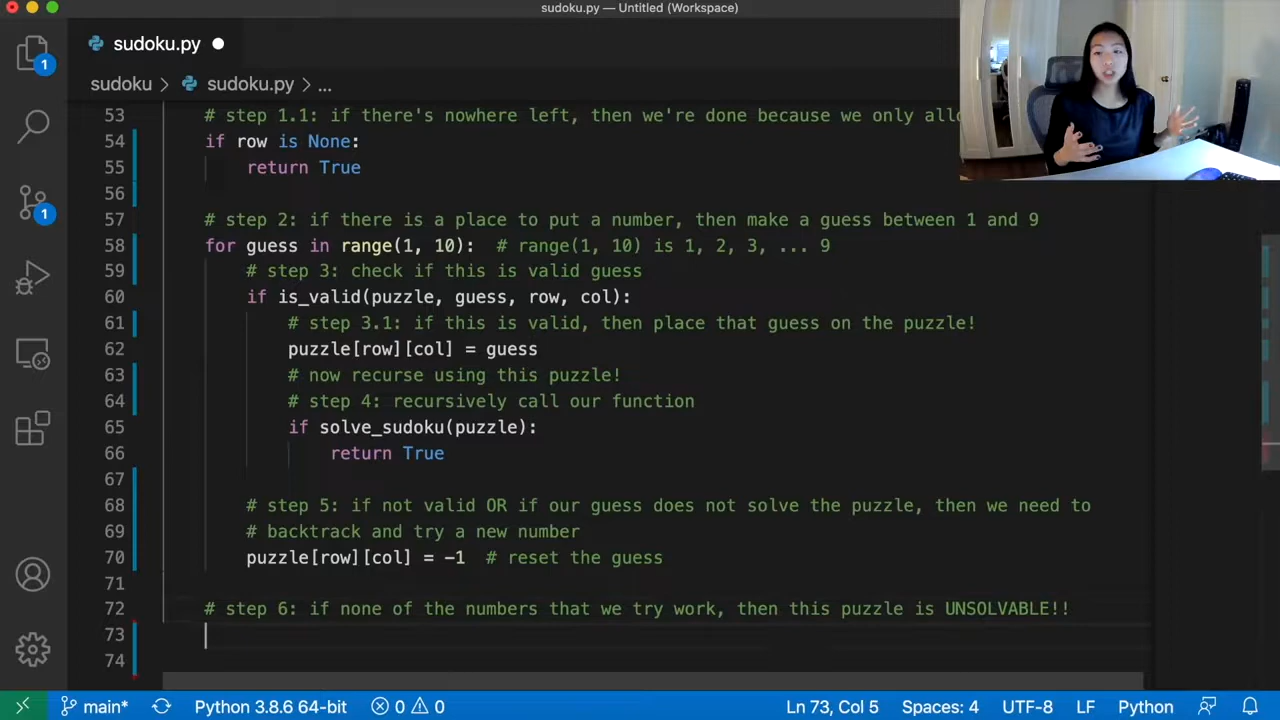 sudoku.py — Untitled (Workspace)
sudoku.py
1
sudoku > sudoku.py > ...
53 # step 1.1: if there's nowhere left, then we're done because we only
54 if row is None:
55 return True
56
57 # step 2: if there is a place to put a number, then make a guess between 1 and 9
58 for guess in range(1, 10): # range(1, 10) is 1, 2, 3, ... 9
59 # step 3: check if this is valid guess
60 if is_valid(puzzle, guess, row, col):
61 # step 3.1: if this is valid, then place that guess on the puzzle!
62 puzzle[row][col] = guess
63 # now recurse using this puzzle!
64 # step 4: recursively call our function
65 if solve_sudoku(puzzle):
66 return True
67
68 # step 5: if not valid OR if our guess does not solve the puzzle, then we need to
69 # backtrack and try a new number
70 puzzle[row][col] = -1 # reset the guess
71
72 # step 6: if none of the numbers that we try work, then this puzzle is UNSOLVABLE!!
73
74
1
main* Python 3.8.6 64-bit 0 0 Ln 73, Col 5 Spaces: 4 UTF-8 LF Python